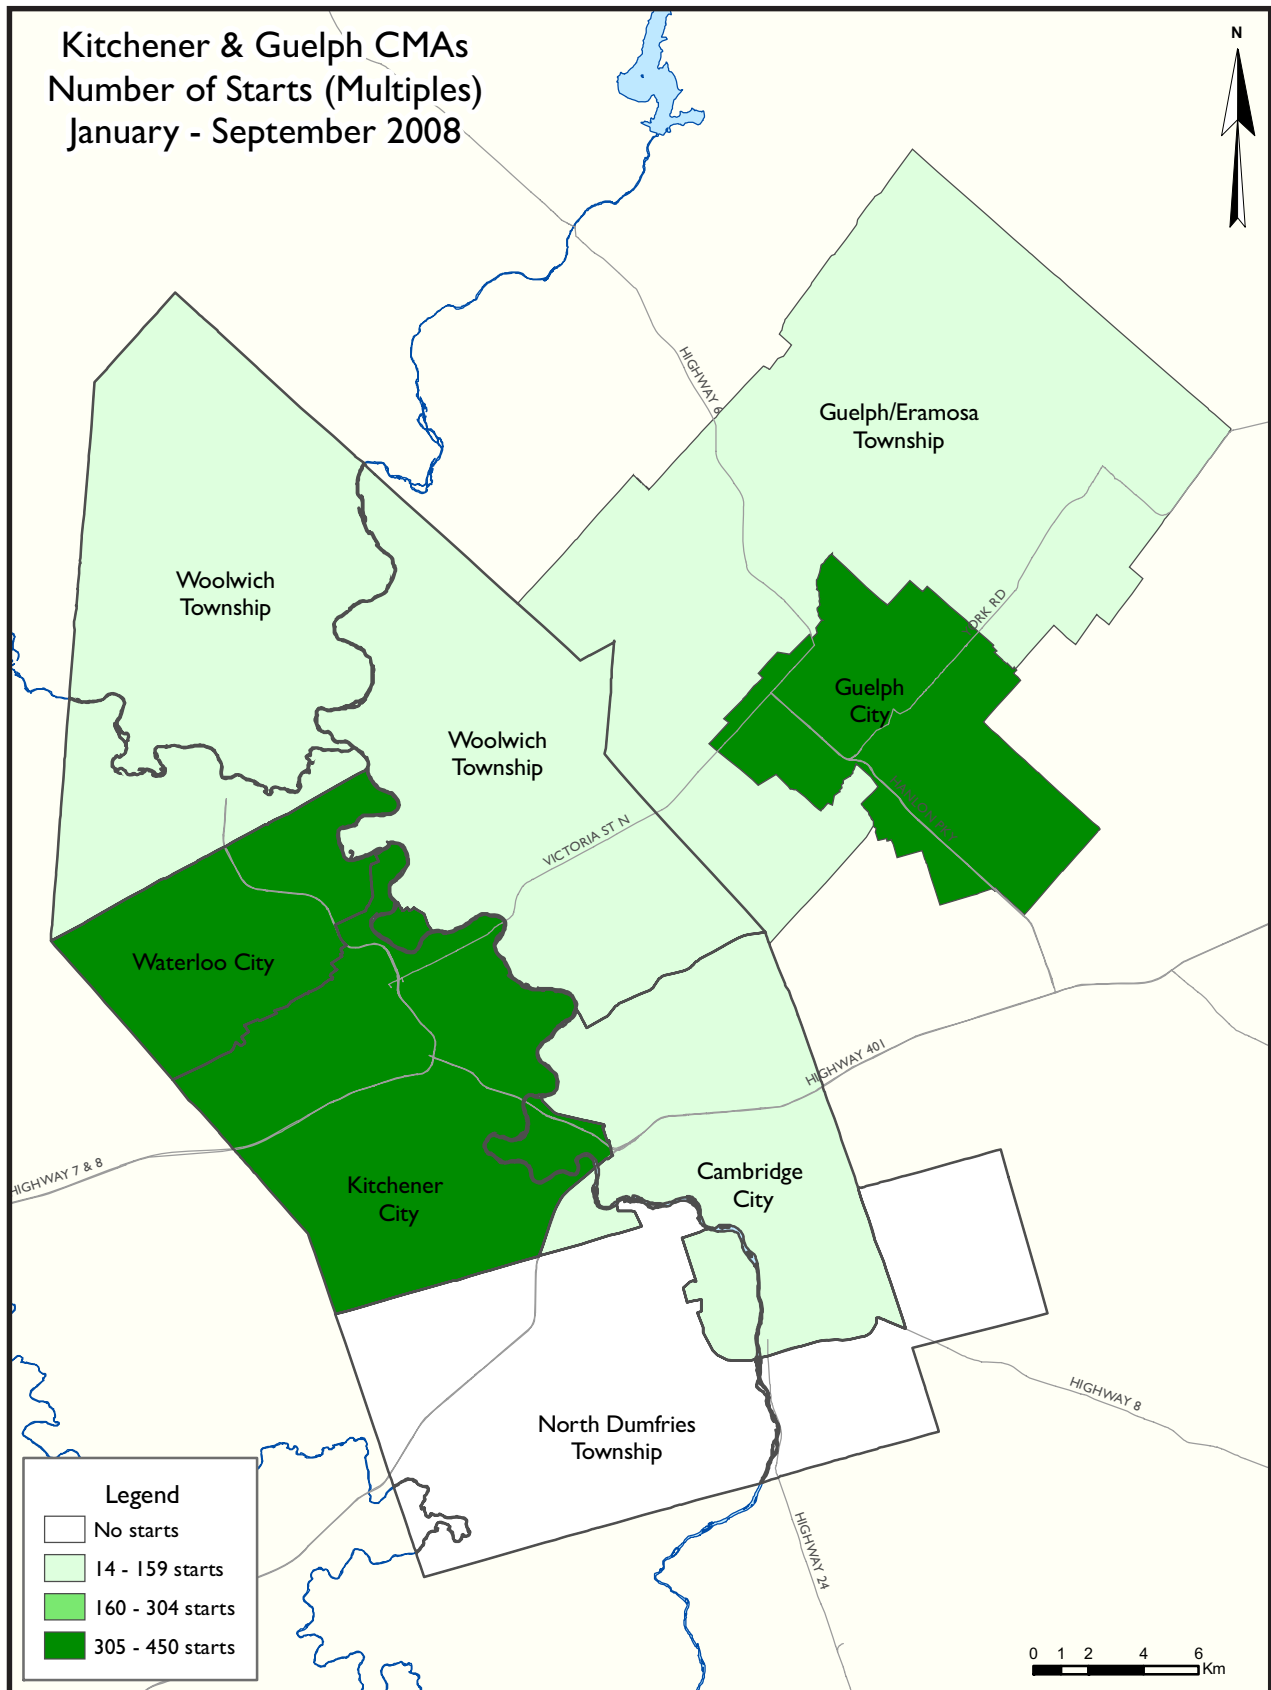 Kitchener & Guelph CMAs
Number of Starts (Multiples)
January - September 2008
N
HIGHWAY 6
Guelph/Eramosa
Township
Woolwich
Township
ORK RD
Guelph
City
Woolwich
Township
VICTORIA ST N
Waterloo City
HIGHWAY 401
HIGHWAY 7 & 8
Kitchener
City
Cambridge
City
HIGHWAY 8
North Dumfries
Township
HIGHWAY 24
Legend
No starts
14 - 159 starts
160 - 304 starts
305 - 450 starts
0 1 2 4 6
Km